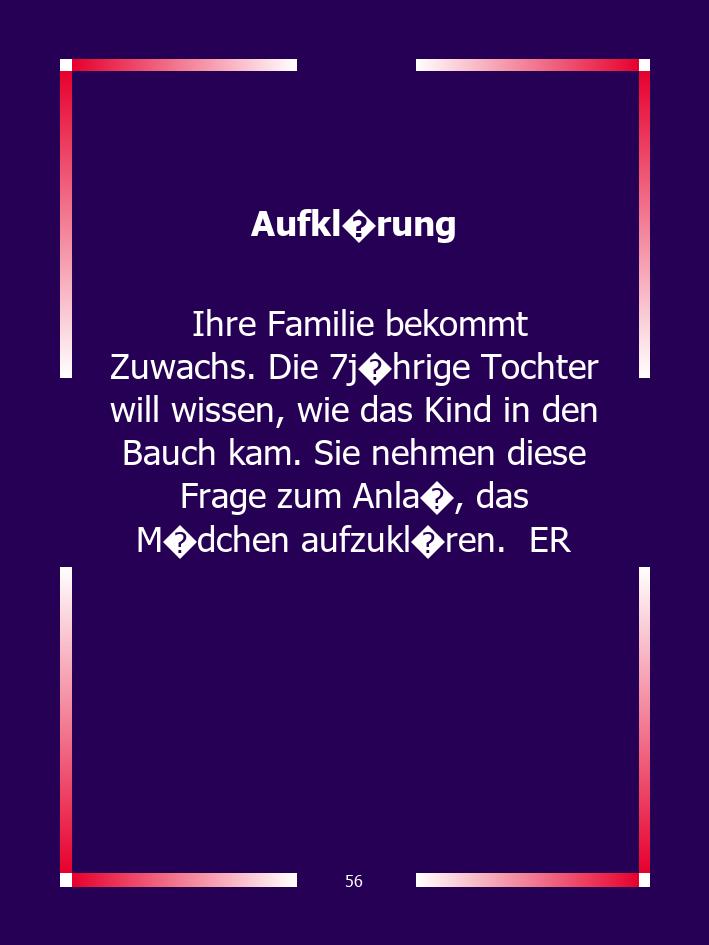 Aufkl�rung
Ihre Familie bekommt
Zuwachs. Die 7j�hrige Tochter
will wissen, wie das Kind in den
Bauch kam. Sie nehmen diese
Frage zum Anla�, das
M�dchen aufzukl�ren.  ER
56